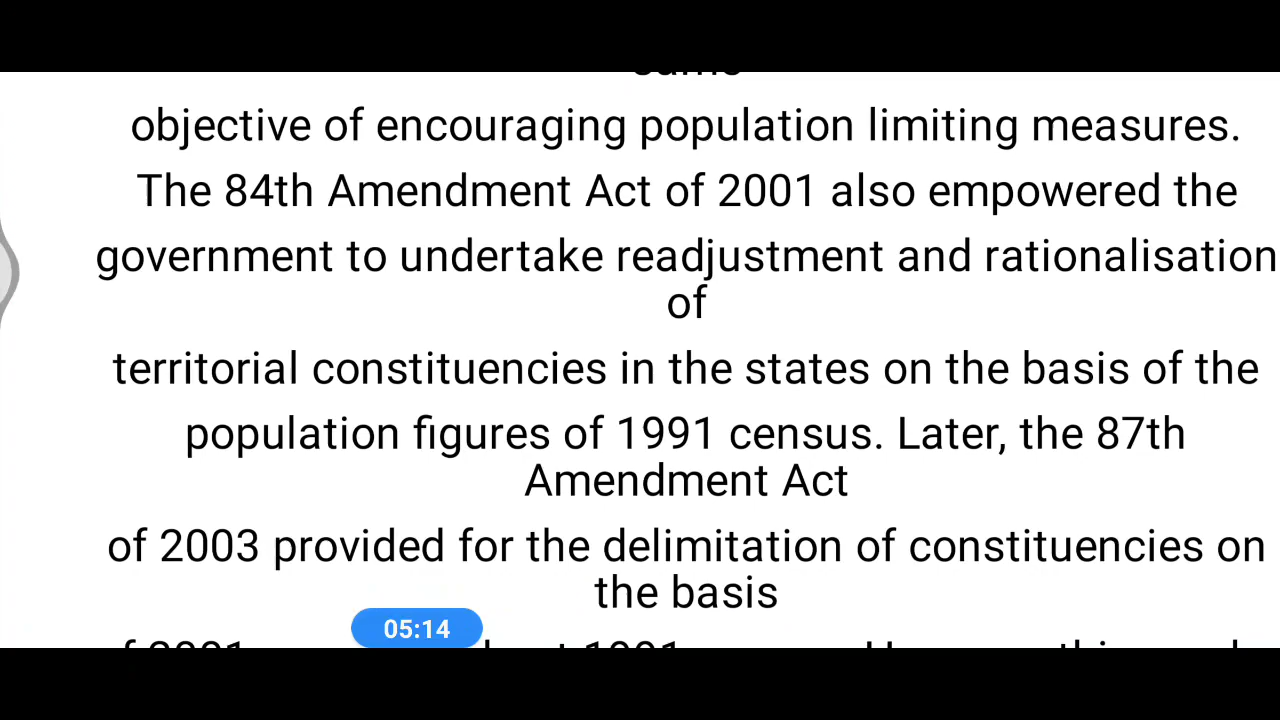 objective of encouraging population limiting measures.
The 84th Amendment Act of 2001 also empowered the
government to undertake readjustment and rationalisation
of
territorial constituencies in the states on the basis of the
population figures of 1991 census. Later, the 87th
Amendment Act
of 2003 provided for the delimitation of constituencies on
the basis
05:14